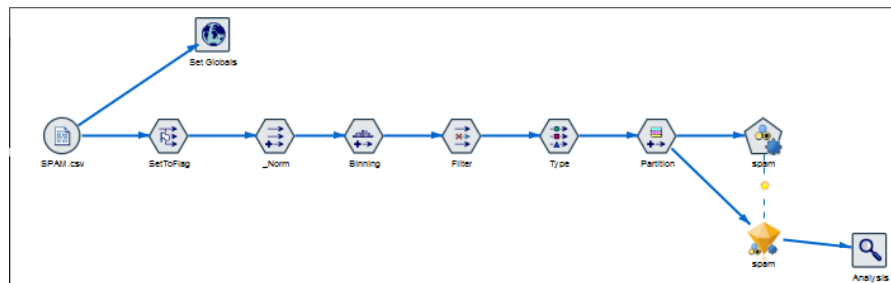 Set Globals
SPAM.csv
SetToFlag
_Norm
Binning
Filter
Type
Partition
spam
spam
Analysis